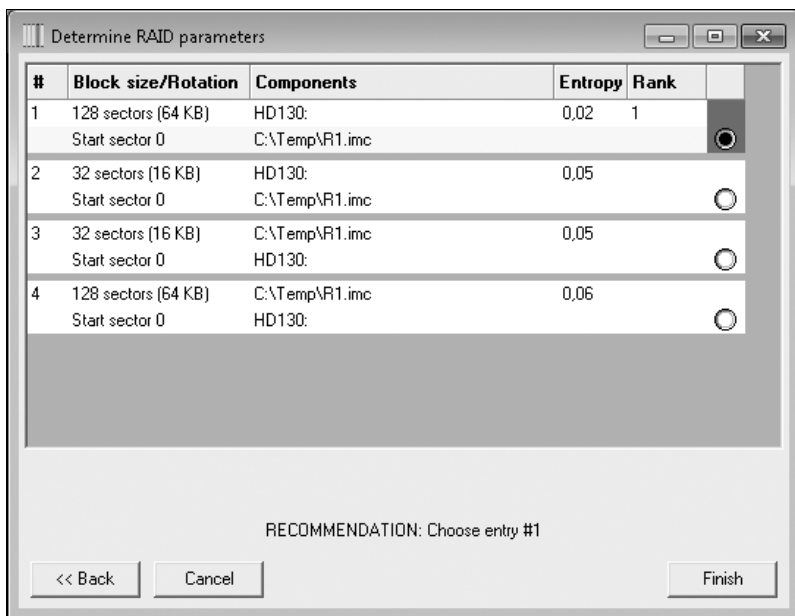 Determine RAID parameters
# Block size/Rotation Components Entropy Rank
1 128 sectors (64 KB) HD130: 0,02 1
Start sector 0 C:\Temp\R1.imc
2 32 sectors (16 KB) HD130: 0,05
Start sector 0 C:\Temp\R1.imc
3 32 sectors (16 KB) C:\Temp\R1.imc 0,05
Start sector 0 HD130:
4 128 sectors (64 KB) C:\Temp\R1.imc 0,06
Start sector 0 HD130:
RECOMMENDATION: Choose entry #1
<< Back Cancel Finish